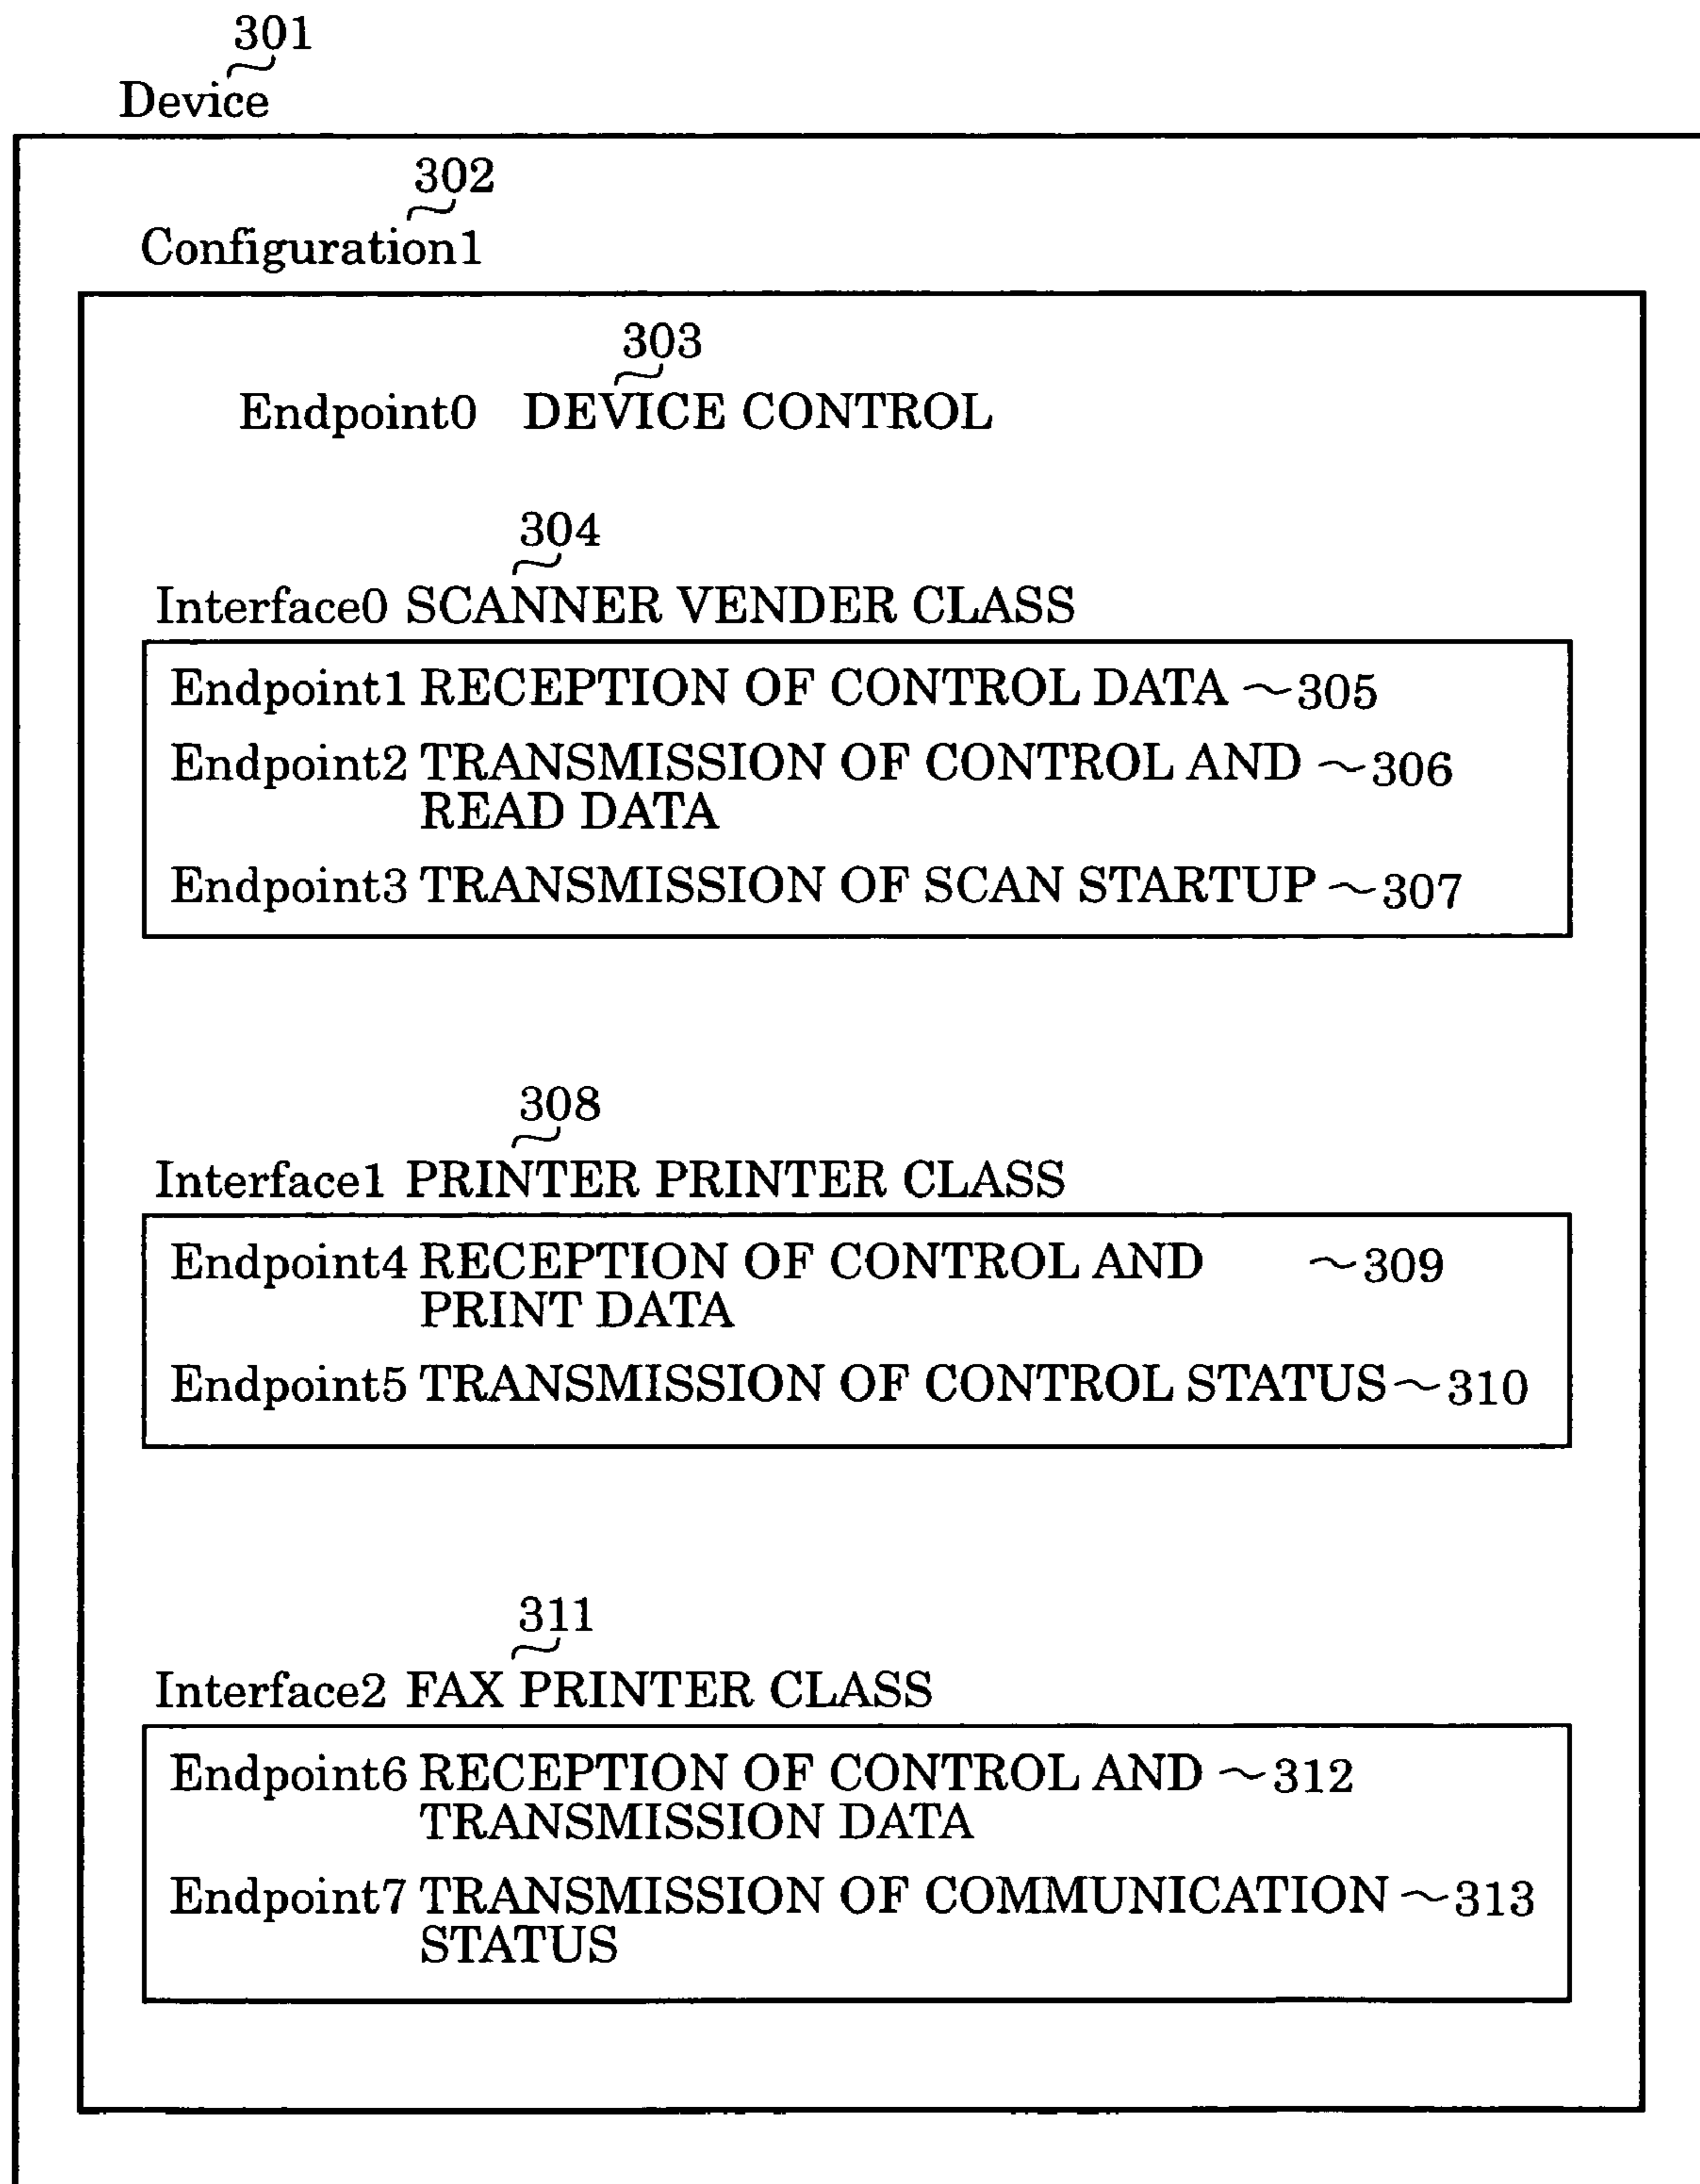 301
Device
302
Configuration1
303
Endpoint0 DEVICE CONTROL
304
Interface0 SCANNER VENDER CLASS
Endpoint1 RECEPTION OF CONTROL DATA ~305
Endpoint2 TRANSMISSION OF CONTROL AND ~306
READ DATA
Endpoint3 TRANSMISSION OF SCAN STARTUP ~307
308
Interface1 PRINTER PRINTER CLASS
Endpoint4 RECEPTION OF CONTROL AND ~309
PRINT DATA
Endpoint5 TRANSMISSION OF CONTROL STATUS ~310
311
Interface2 FAX PRINTER CLASS
Endpoint6 RECEPTION OF CONTROL AND ~312
TRANSMISSION DATA
Endpoint7 TRANSMISSION OF COMMUNICATION ~313
STATUS